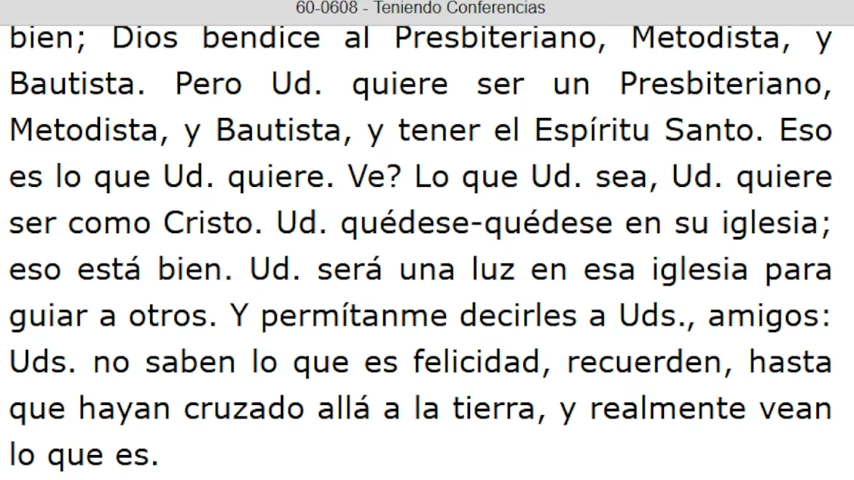 60-0608 - Teniendo Conferencias
bien; Dios bendice al Presbiteriano, Metodista, y
Bautista. Pero Ud. quiere ser un Presbiteriano,
Metodista, y Bautista, y tener el Espíritu Santo. Eso
es lo que Ud. quiere. Ve? Lo que Ud. sea, Ud. quiere
ser como Cristo. Ud. quédese-quédese en su iglesia;
eso está bien. Ud. será una luz en esa iglesia para
guiar a otros. Y permítanme decirles a Uds., amigos:
Uds. no saben lo que es felicidad, recuerden, hasta
que hayan cruzado allá a la tierra, y realmente vean
lo que es.